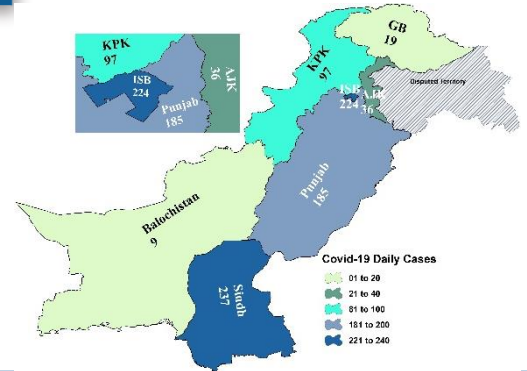 KPK
97
ISB
224
Punjab
185
AJK
36
GB
19
KPK
97
Disputed Territory
ISB
224
AJK
36
Punjab
185
Balochistan
9
Sindh
237
Covid-19 Daily Cases
01 to 20
21 to 40
81 to 100
181 to 200
221 to 240